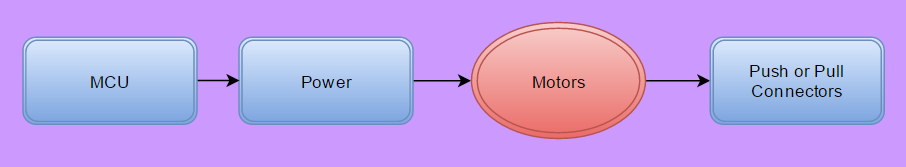 MCU
Power
Motors
Push or Pull
Connectors